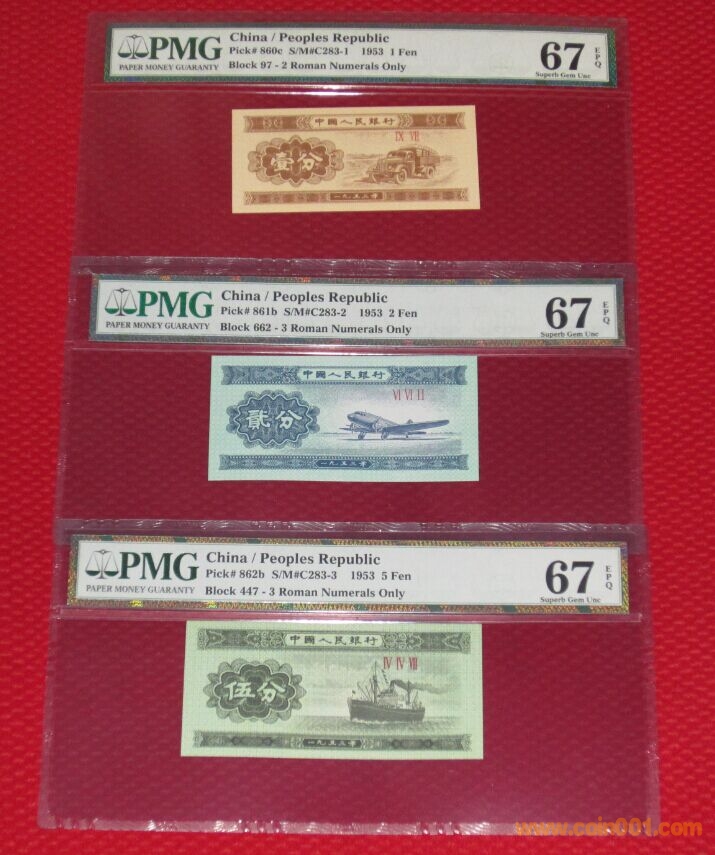 PMG
PAPER MONEY GUARANTY
China / Peoples Republic
Pick# 860c S/M#C283-1 1953 1 Fen
Block 97 - 2 Roman Numerals Only
67 EPQ
Superb Gem Unc
中國人民銀行
IX VII
壹分
一九五三年
PMG
PAPER MONEY GUARANTY
China / Peoples Republic
Pick# 861b S/M#C283-2 1953 2 Fen
Block 662 - 3 Roman Numerals Only
67 EPQ
Superb Gem Unc
中國人民銀行
VI VI II
貳分
一九五三年
PMG
PAPER MONEY GUARANTY
China / Peoples Republic
Pick# 862b S/M#C283-3 1953 5 Fen
Block 447 - 3 Roman Numerals Only
67 EPQ
Superb Gem Unc
中國人民銀行
IV IV VII
伍分
一九五三年
www.coin001.com